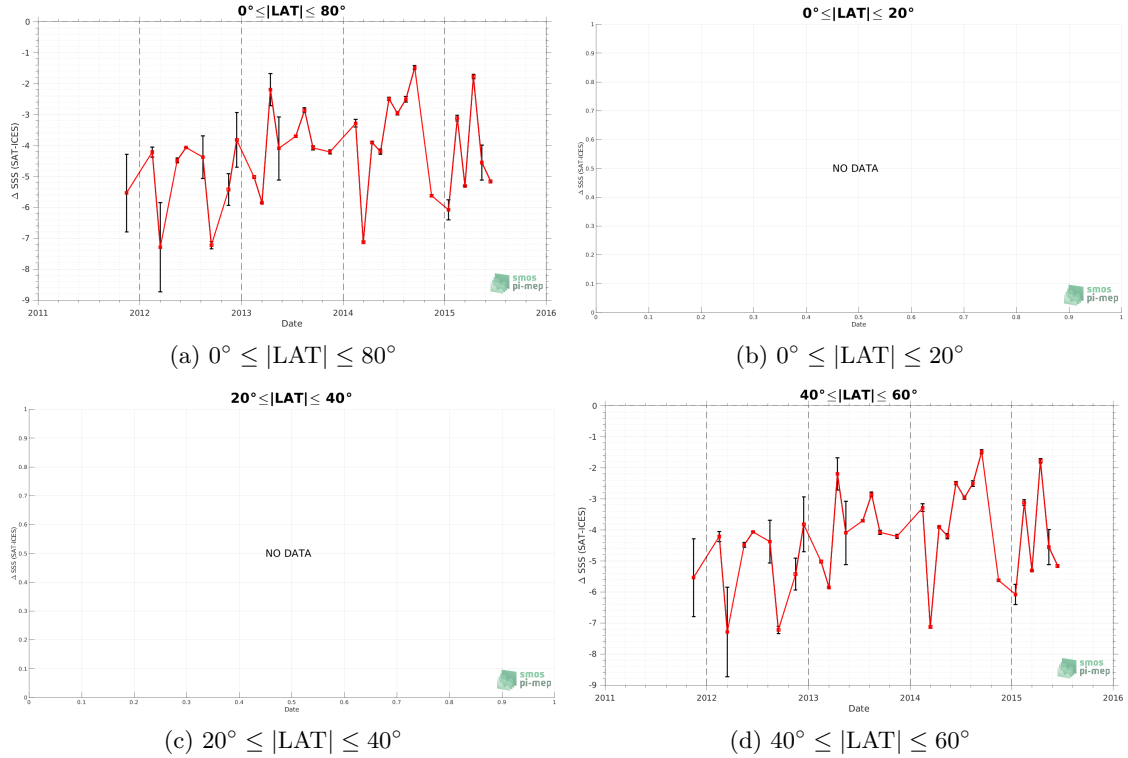 0°≤|LAT|≤ 80°
0
-1
-2
-3
-4
-5
-6
-7
-8
-9
Δ SSS (SAT-ICES)
2011 2012 2013 2014 2015 2016
Date
smos
pi-mep
(a) 0° ≤ |LAT| ≤ 80°
0°≤|LAT|≤ 20°
1
0.9
0.8
0.7
0.6
0.5
0.4
0.3
0.2
0.1
0
Δ SSS (SAT-ICES)
NO DATA
0 0.1 0.2 0.3 0.4 0.5 0.6 0.7 0.8 0.9 1
Date
smos
pi-mep
(b) 0° ≤ |LAT| ≤ 20°
20°≤|LAT|≤ 40°
1
0.9
0.8
0.7
0.6
0.5
0.4
0.3
0.2
0.1
0
Δ SSS (SAT-ICES)
NO DATA
0 0.1 0.2 0.3 0.4 0.5 0.6 0.7 0.8 0.9 1
Date
smos
pi-mep
(c) 20° ≤ |LAT| ≤ 40°
40°≤|LAT|≤ 60°
0
-1
-2
-3
-4
-5
-6
-7
-8
-9
Δ SSS (SAT-ICES)
2011 2012 2013 2014 2015 2016
Date
smos
pi-mep
(d) 40° ≤ |LAT| ≤ 60°